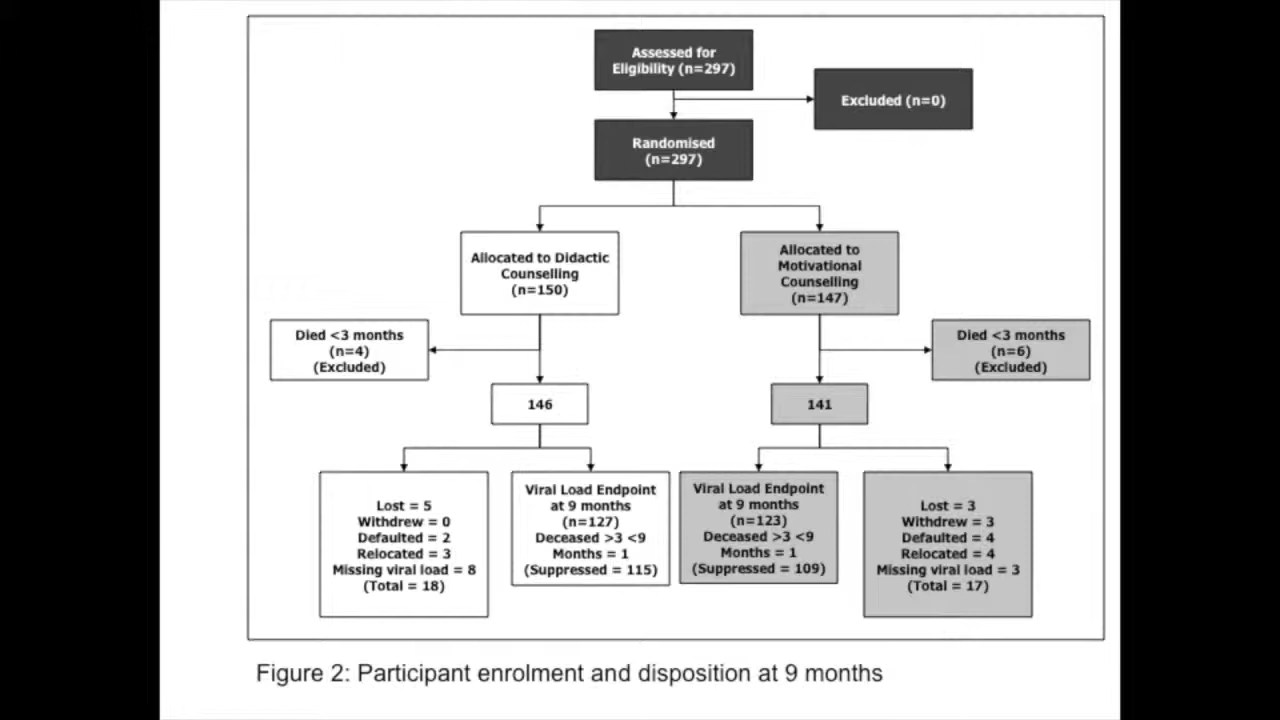 Assessed for
Eligibility (n=297)
Excluded (n=0)
Randomised
(n=297)
Allocated to Didactic
Counselling
(n=150)
Allocated to
Motivational
Counselling
(n=147)
Died <3 months
(n=4)
(Excluded)
Died <3 months
(n=6)
(Excluded)
146
141
Lost = 5
Withdrew = 0
Defaulted = 2
Relocated = 3
Missing viral load = 8
(Total = 18)
Viral Load Endpoint
at 9 months
(n=127)
Deceased >3 <9
Months = 1
(Suppressed = 115)
Viral Load Endpoint
at 9 months
(n=123)
Deceased >3 <9
Months = 1
(Suppressed = 109)
Lost = 3
Withdrew = 3
Defaulted = 4
Relocated = 4
Missing viral load = 3
(Total = 17)
Figure 2: Participant enrolment and disposition at 9 months